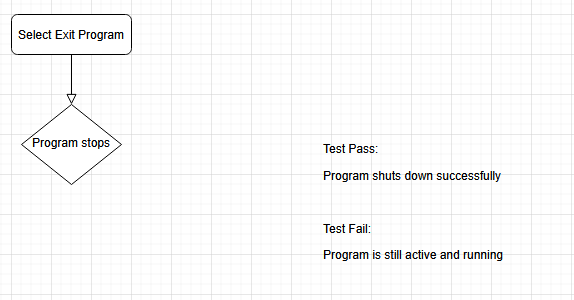 Select Exit Program
Program stops
Test Pass:
Program shuts down successfully
Test Fail:
Program is still active and running